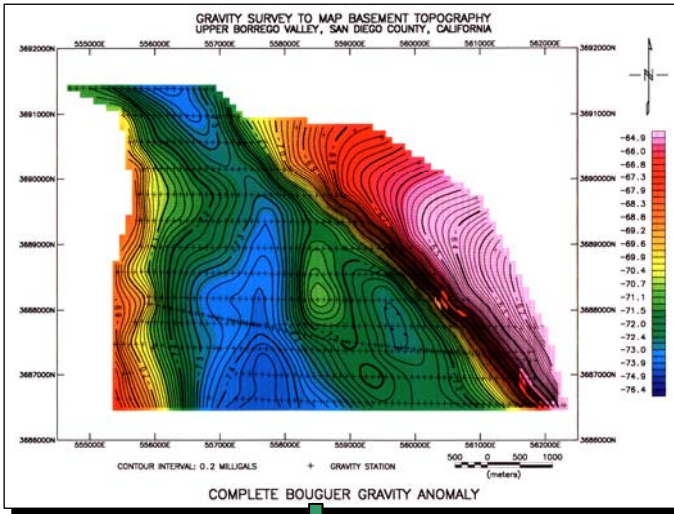 GRAVITY SURVEY TO MAP BASEMENT TOPOGRAPHY
UPPER BORREGO VALLEY, SAN DIEGO COUNTY, CALIFORNIA
555000E 556000E 557000E 558000E 559000E 560000E 561000E 562000E
3692000N 3692000N
3691000N 3691000N
3690000N 3690000N
3689000N 3689000N
3688000N 3688000N
3687000N 3687000N
3686000N 3686000N
N
-64.9
-66.0
-66.8
-67.3
-67.9
-68.3
-68.8
-69.2
-69.6
-69.9
-70.4
-70.7
-71.1
-71.5
-72.0
-72.4
-73.0
-73.9
-74.9
-76.4
555000E 556000E 557000E 558000E 559000E 560000E 561000E 562000E
CONTOUR INTERVAL: 0.2 MILLIGALS + GRAVITY STATION
500 0 500 1000
(meters)
COMPLETE BOUGUER GRAVITY ANOMALY